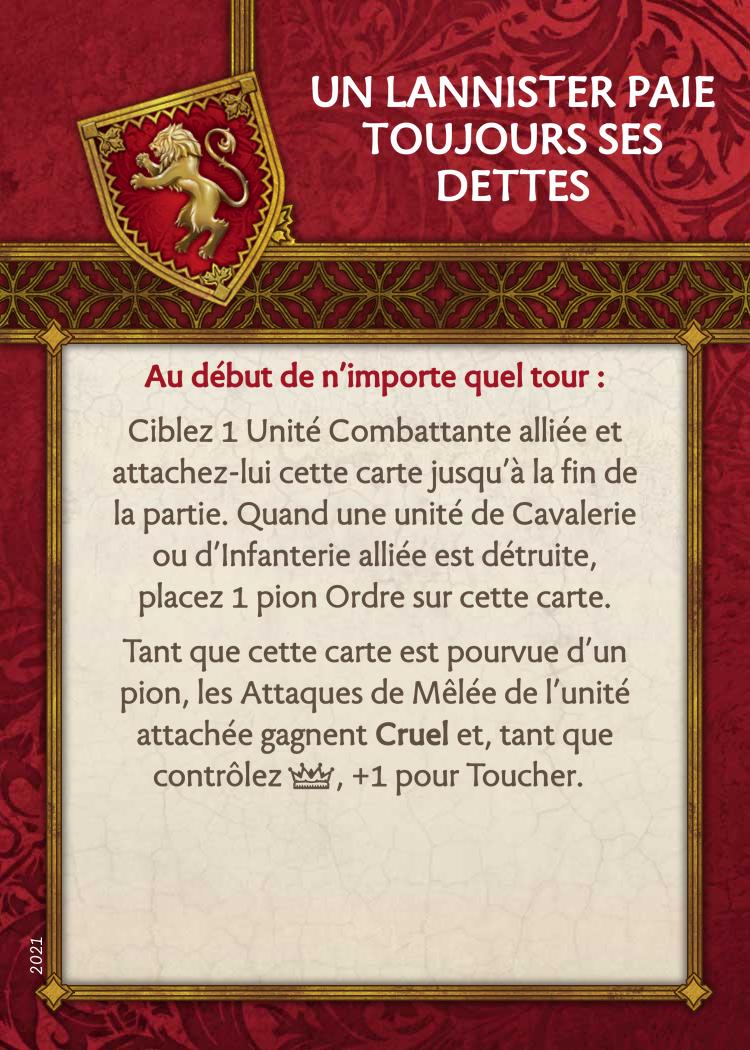 UN LANNISTER PAIE
TOUJOURS SES
DETTES
Au début de n'importe quel tour :
Ciblez 1 Unité Combattante alliée et
attachez-lui cette carte jusqu'à la fin de
la partie. Quand une unité de Cavalerie
ou d'Infanterie alliée est détruite,
placez 1 pion Ordre sur cette carte.
Tant que cette carte est pourvue d'un
pion, les Attaques de Mêlée de l'unité
attachée gagnent Cruel et, tant que
contrôlez , +1 pour Toucher.
2021